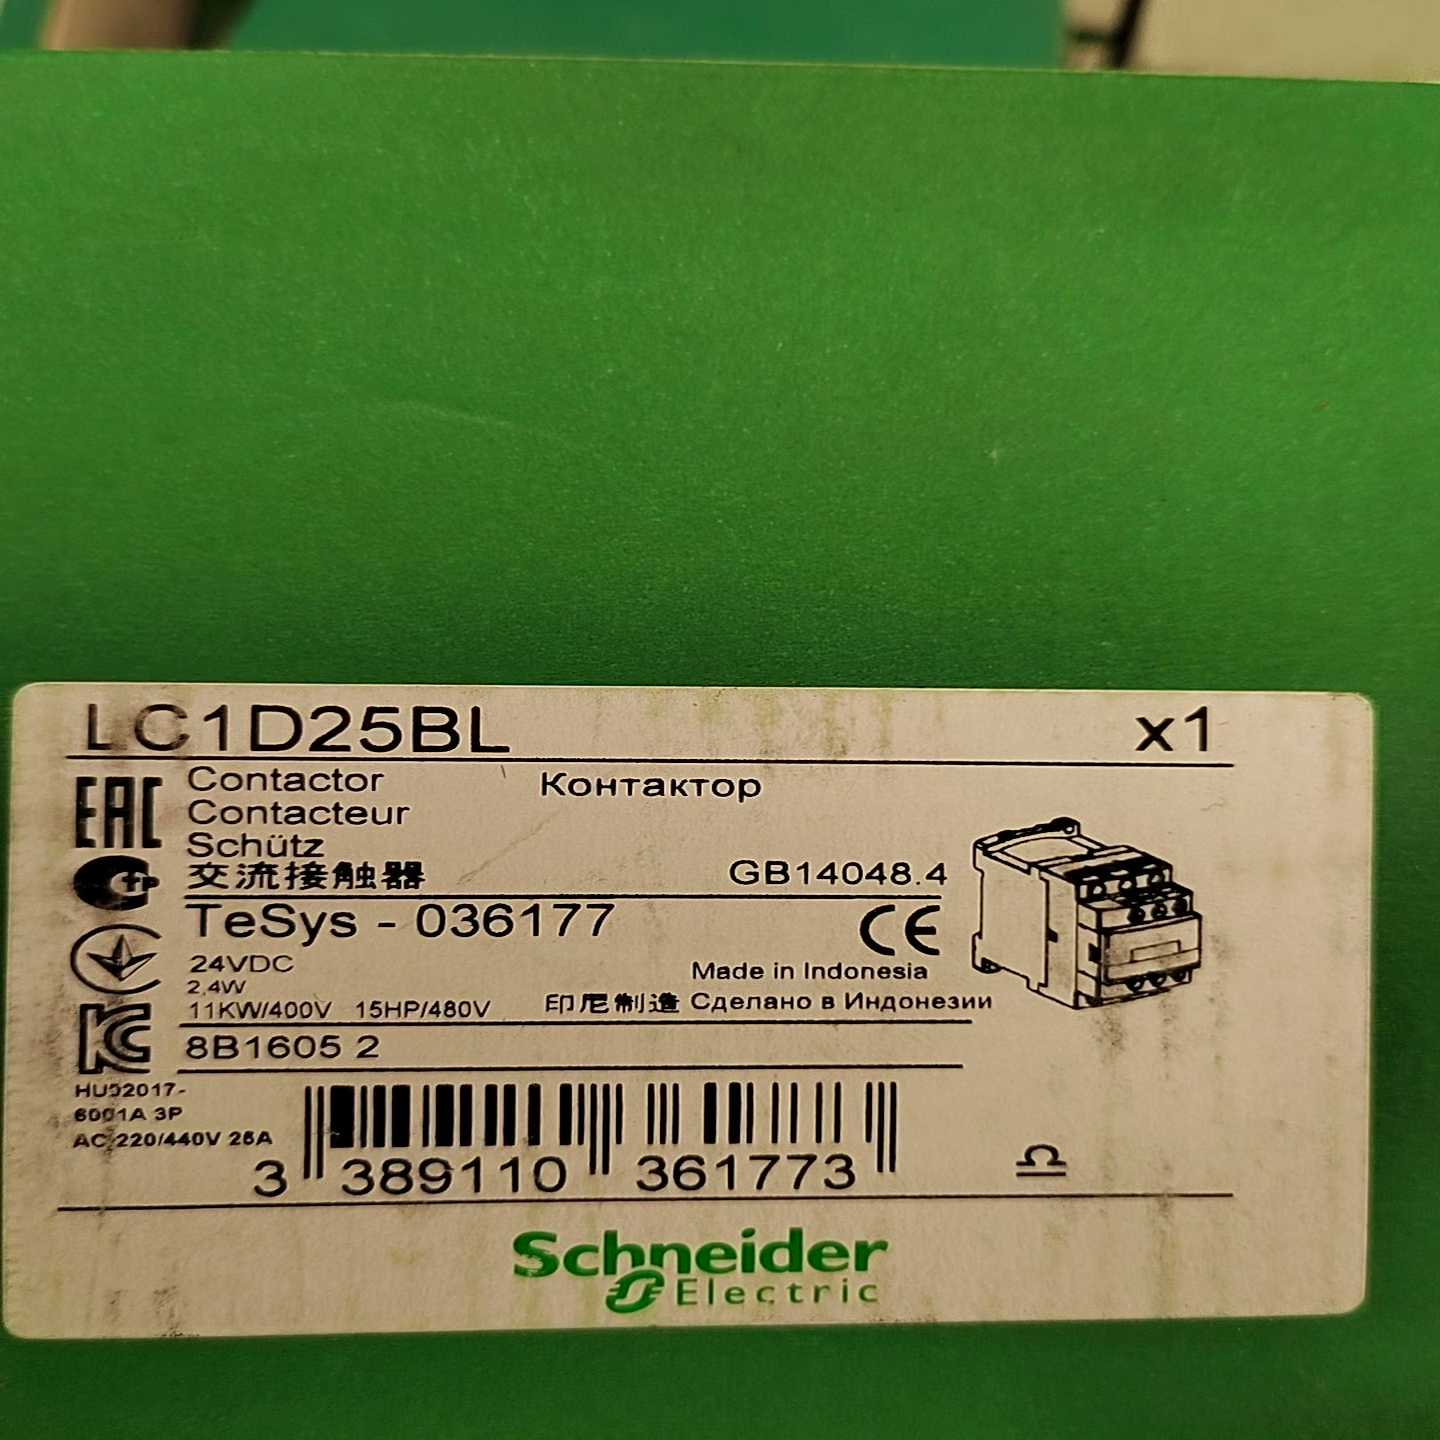 LC1D25BL x1
EAC
Contactor Контактор
Contacteur
Schütz
交流接触器 GB14048.4
TeSys - 036177 CE
24VDC
2,4W
Made in Indonesia
11KW/400V 15HP/480V 印尼制造 Сделано в Индонезии
8B1605 2
HU02017-
6001A 3P
AC 220/440V 25A
3 389110 361773
Schneider
Electric